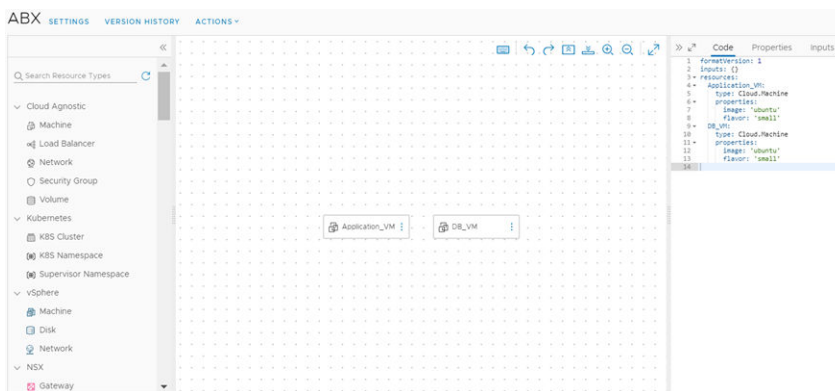 ABX SETTINGS VERSION HISTORY ACTIONS
Search Resource Types
Cloud Agnostic
Machine
Load Balancer
Network
Security Group
Volume
Kubernetes
K8S Cluster
K8S Namespace
Supervisor Namespace
vSphere
Machine
Disk
Network
NSX
Gateway
Application_VM
DB_VM
Code Properties Inputs
1 formatVersion: 1
2 inputs: {}
3 resources:
4 Application_VM:
5 type: Cloud.Machine
6 properties:
7 image: 'ubuntu'
8 flavor: 'small'
9 DB_VM:
10 type: Cloud.Machine
11 properties:
12 image: 'ubuntu'
13 flavor: 'small'
14